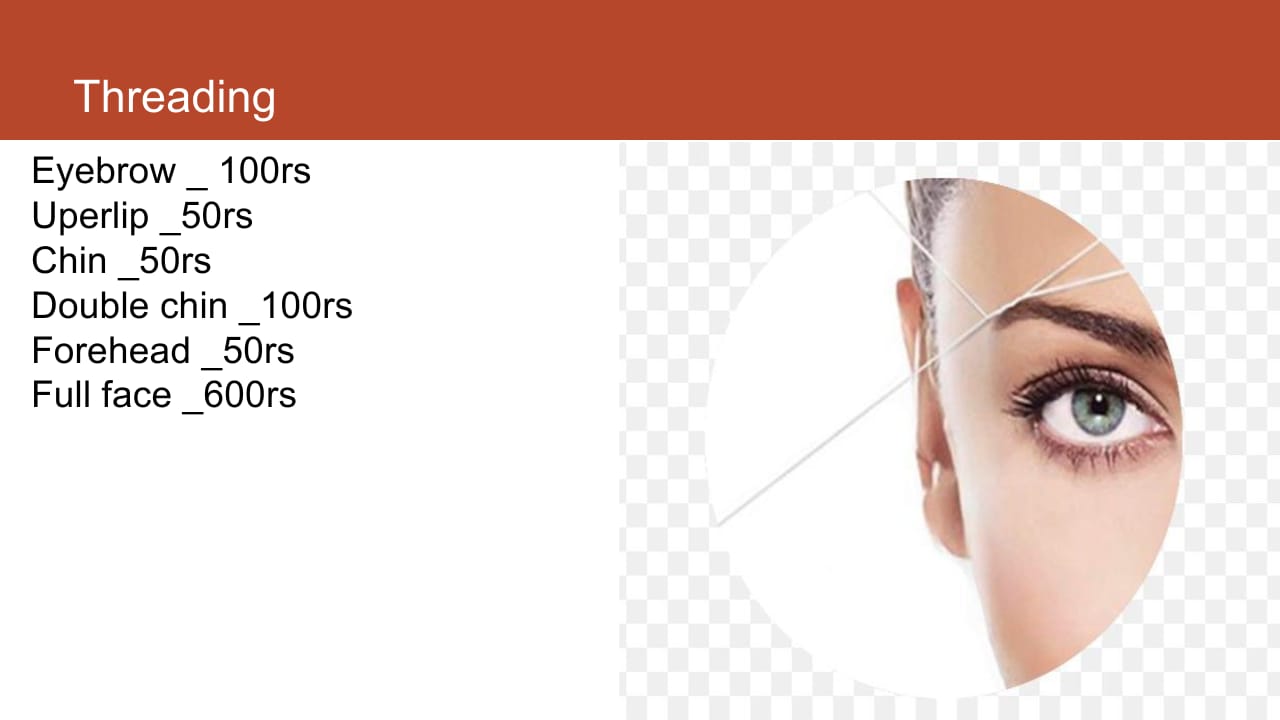 Threading
Eyebrow _ 100rs
Uperlip _50rs
Chin _50rs
Double chin _100rs
Forehead _50rs
Full face _600rs